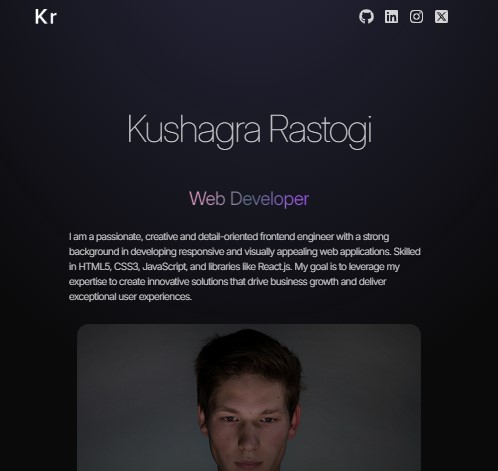 Kr
Kushagra Rastogi
Web Developer
I am a passionate, creative and detail-oriented frontend engineer with a strong
background in developing responsive and visually appealing web applications. Skilled
in HTML5, CSS3, JavaScript, and libraries like React.js. My goal is to leverage my
expertise to create innovative solutions that drive business growth and deliver
exceptional user experiences.